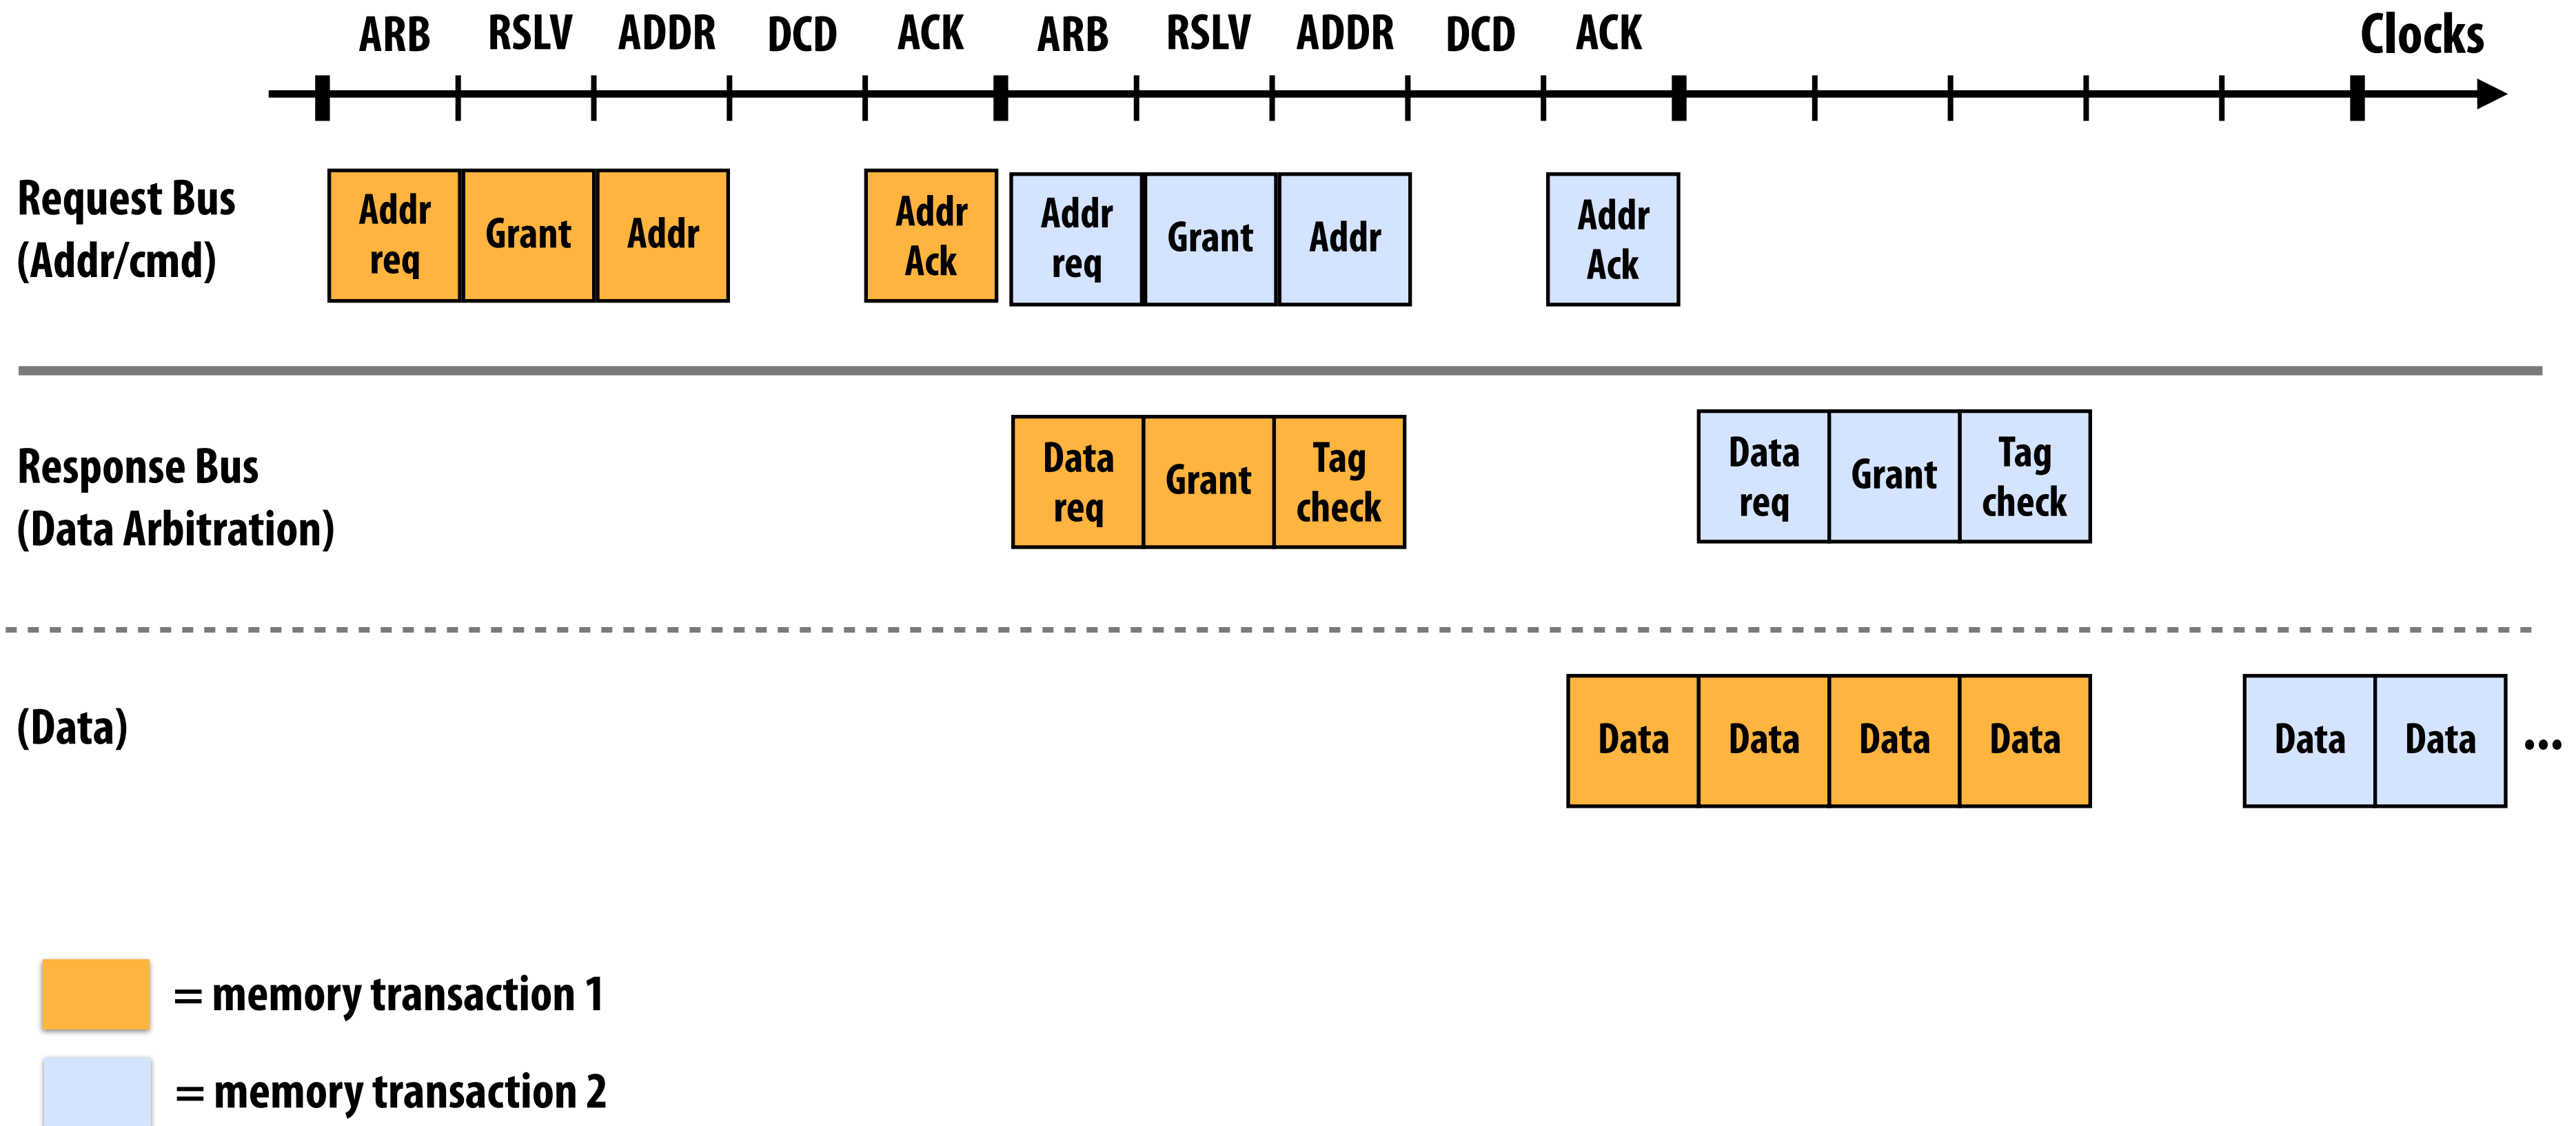 ARB RSLV ADDR DCD ACK ARB RSLV ADDR DCD ACK Clocks
Request Bus
(Addr/cmd)
Addr
req
Grant
Addr
Addr
Ack
Addr
req
Grant
Addr
Addr
Ack
Response Bus
(Data Arbitration)
Data
req
Grant
Tag
check
Data
req
Grant
Tag
check
(Data)
Data Data Data Data Data Data ...
= memory transaction 1
= memory transaction 2